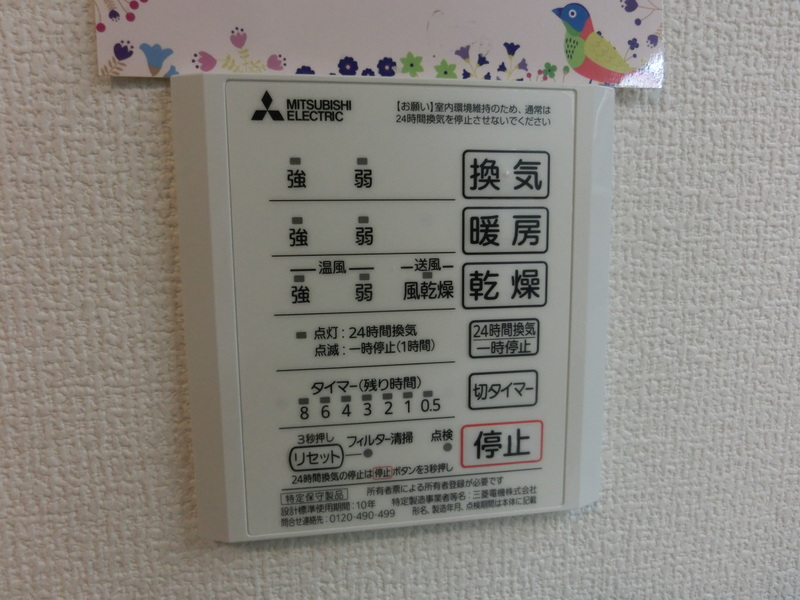 MITSUBISHI
ELECTRIC
【お願い】室内環境維持のため、通常は
24時間換気を停止させないでください
強 弱 換気
強 弱 暖房
温風 送風
強 弱 風乾燥 乾燥
点灯:24時間換気
点滅:一時停止(1時間)
24時間換気
一時停止
タイマー(残り時間)
8 6 4 3 2 1 0.5
切タイマー
3秒押し
リセット フィルター清掃 点検
停止
24時間換気の停止は停止ボタンを3秒押し
特定保守製品 所有者票による所有者登録が必要です
設計標準使用期間:10年 特定製造事業者等名:三菱電機株式会社
問合せ連絡先:0120-490-499 形名、製造年月、点検期間は本体に記載